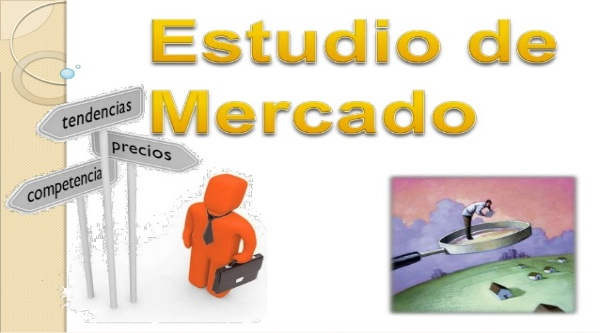 Estudio de
Mercado
tendencias
precios
competencia